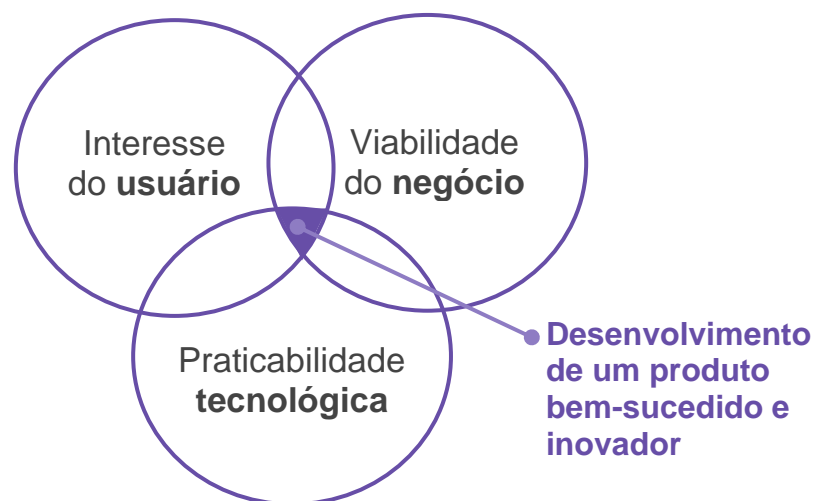 Interesse
do usuário
Viabilidade
do negócio
Praticabilidade
tecnológica
Desenvolvimento
de um produto
bem-sucedido e
inovador